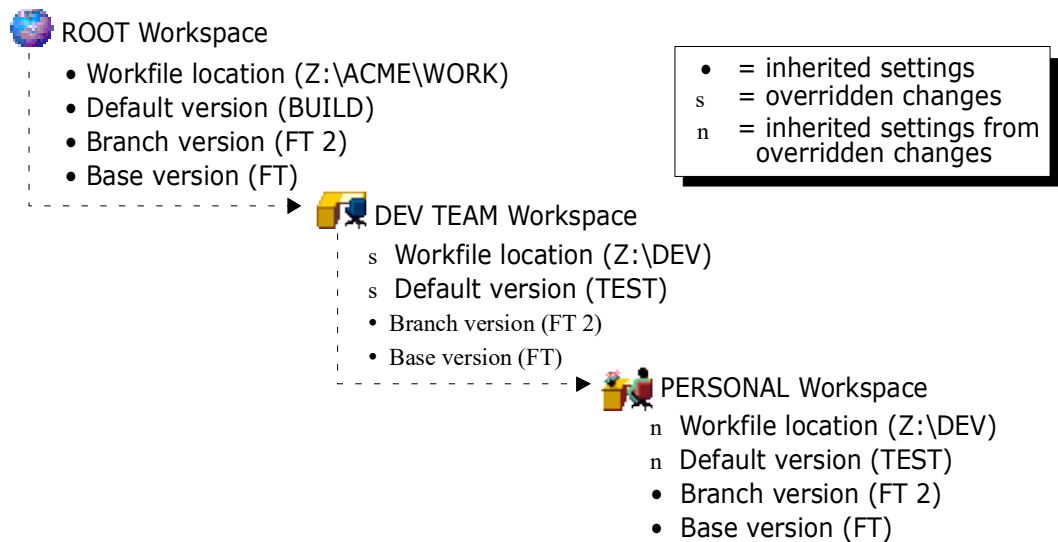 ROOT Workspace
• Workfile location (Z:\ACME\WORK)
• Default version (BUILD)
• Branch version (FT 2)
• Base version (FT)
• = inherited settings
s = overridden changes
n = inherited settings from
overridden changes
DEV TEAM Workspace
s Workfile location (Z:\DEV)
s Default version (TEST)
• Branch version (FT 2)
• Base version (FT)
PERSONAL Workspace
n Workfile location (Z:\DEV)
n Default version (TEST)
• Branch version (FT 2)
• Base version (FT)